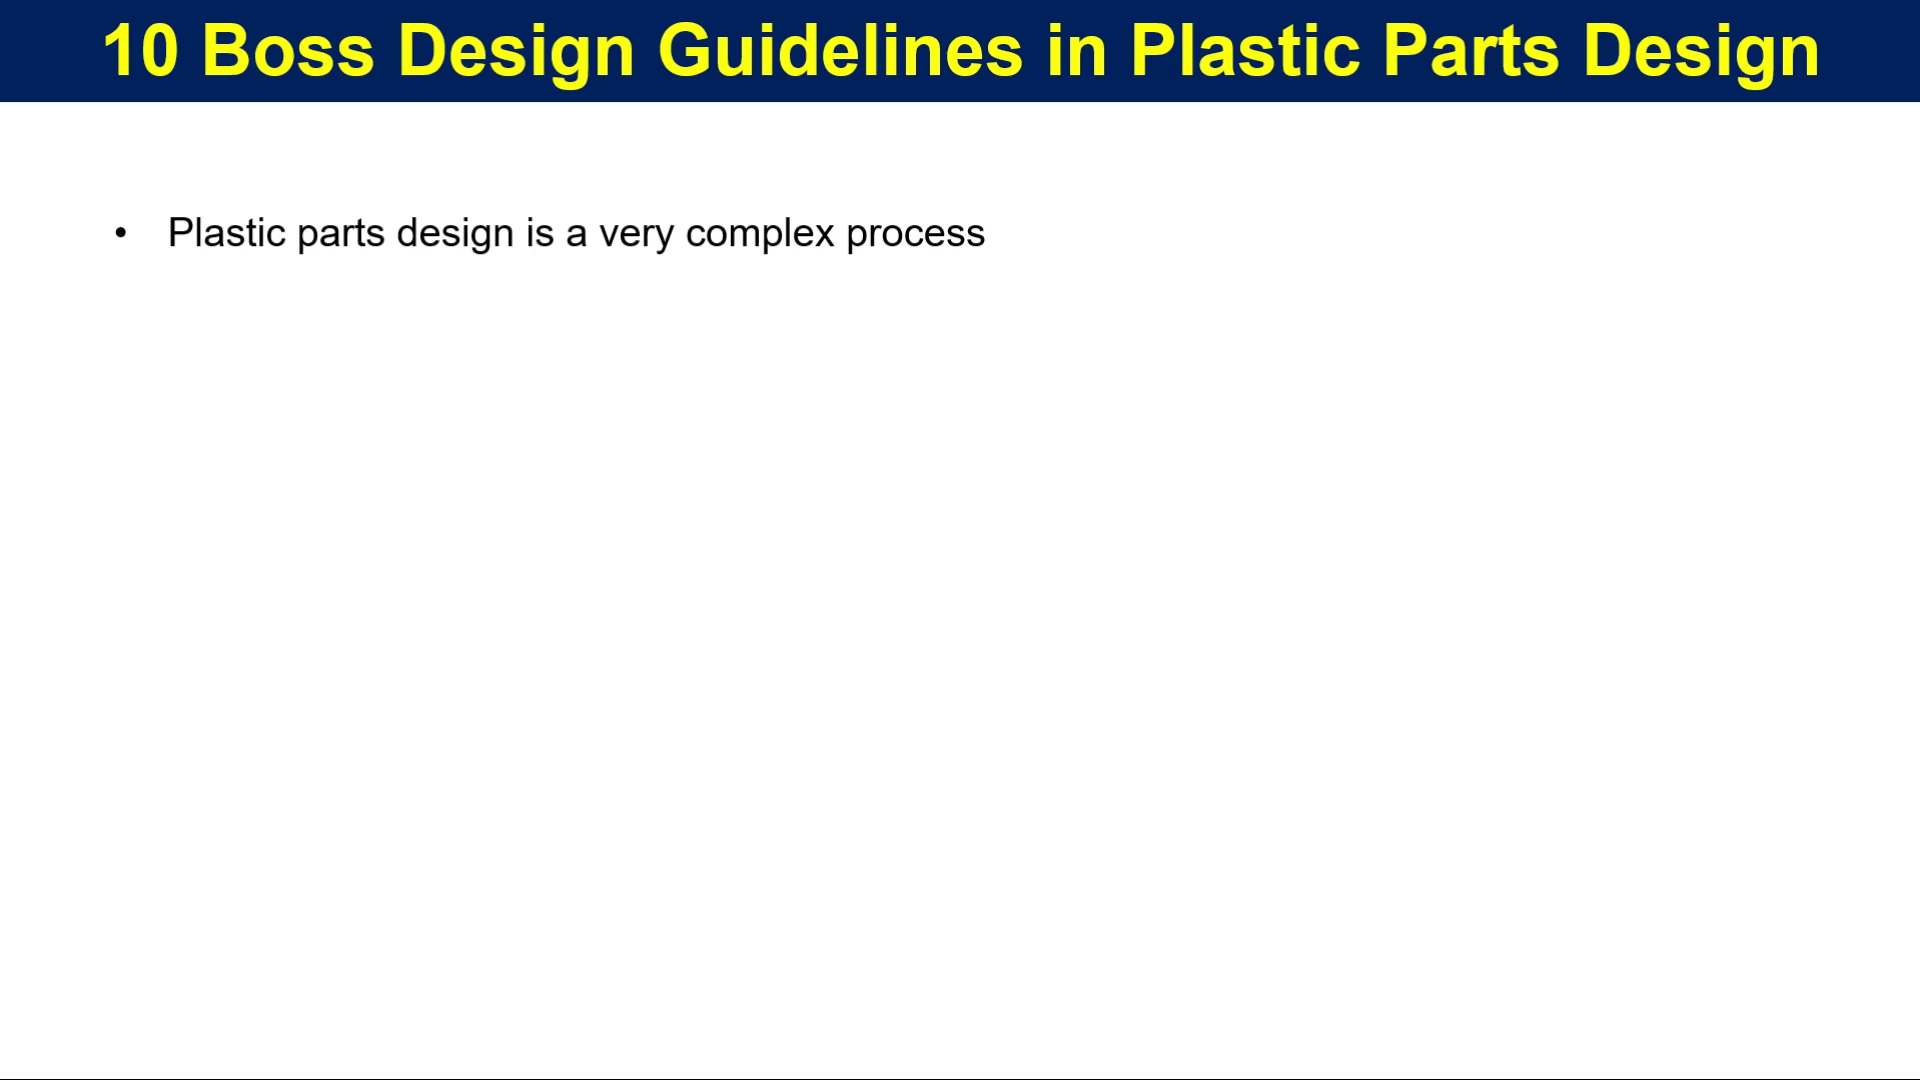 10 Boss Design Guidelines in Plastic Parts Design
• Plastic parts design is a very complex process